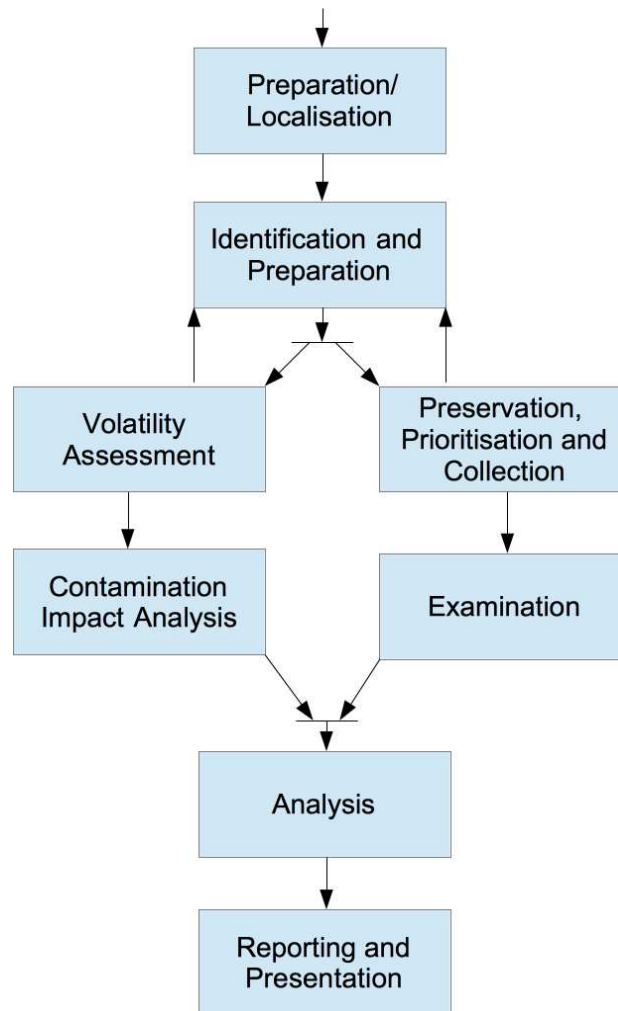 Preparation/
Localisation
Identification and
Preparation
Volatility
Assessment
Preservation,
Prioritisation and
Collection
Contamination
Impact Analysis
Examination
Analysis
Reporting and
Presentation